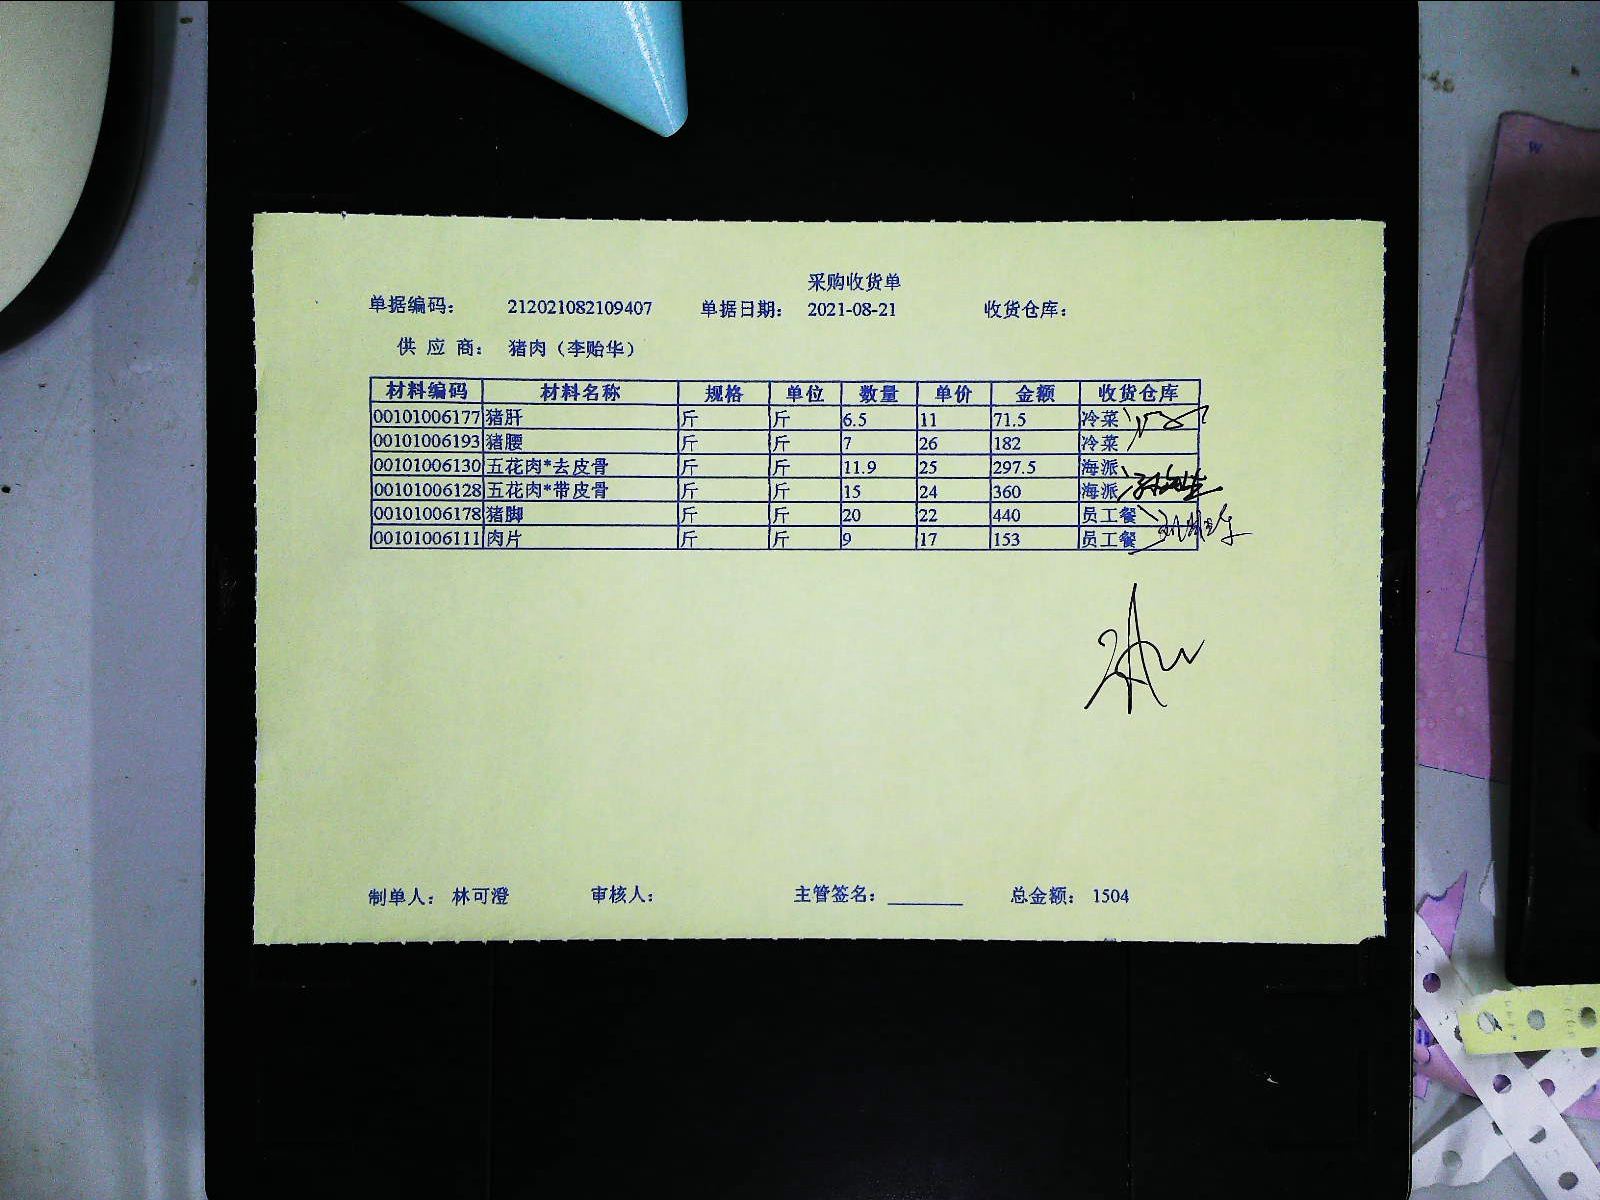 采购收货单
单据编码： 212021082109407 单据日期： 2021-08-21 收货仓库：
供 应 商： 猪肉（李贻华）
材料编码 材料名称 规格 单位 数量 单价 金额 收货仓库
00101006177 猪肝 斤 斤 6.5 11 71.5 冷菜
00101006193 猪腰 斤 斤 7 26 182 冷菜
00101006130 五花肉*去皮骨 斤 斤 11.9 25 297.5 海派
00101006128 五花肉*带皮骨 斤 斤 15 24 360 海派
00101006178 猪脚 斤 斤 20 22 440 员工餐
00101006111 肉片 斤 斤 9 17 153 员工餐
制单人： 林可澄 审核人： 主管签名：________ 总金额： 1504